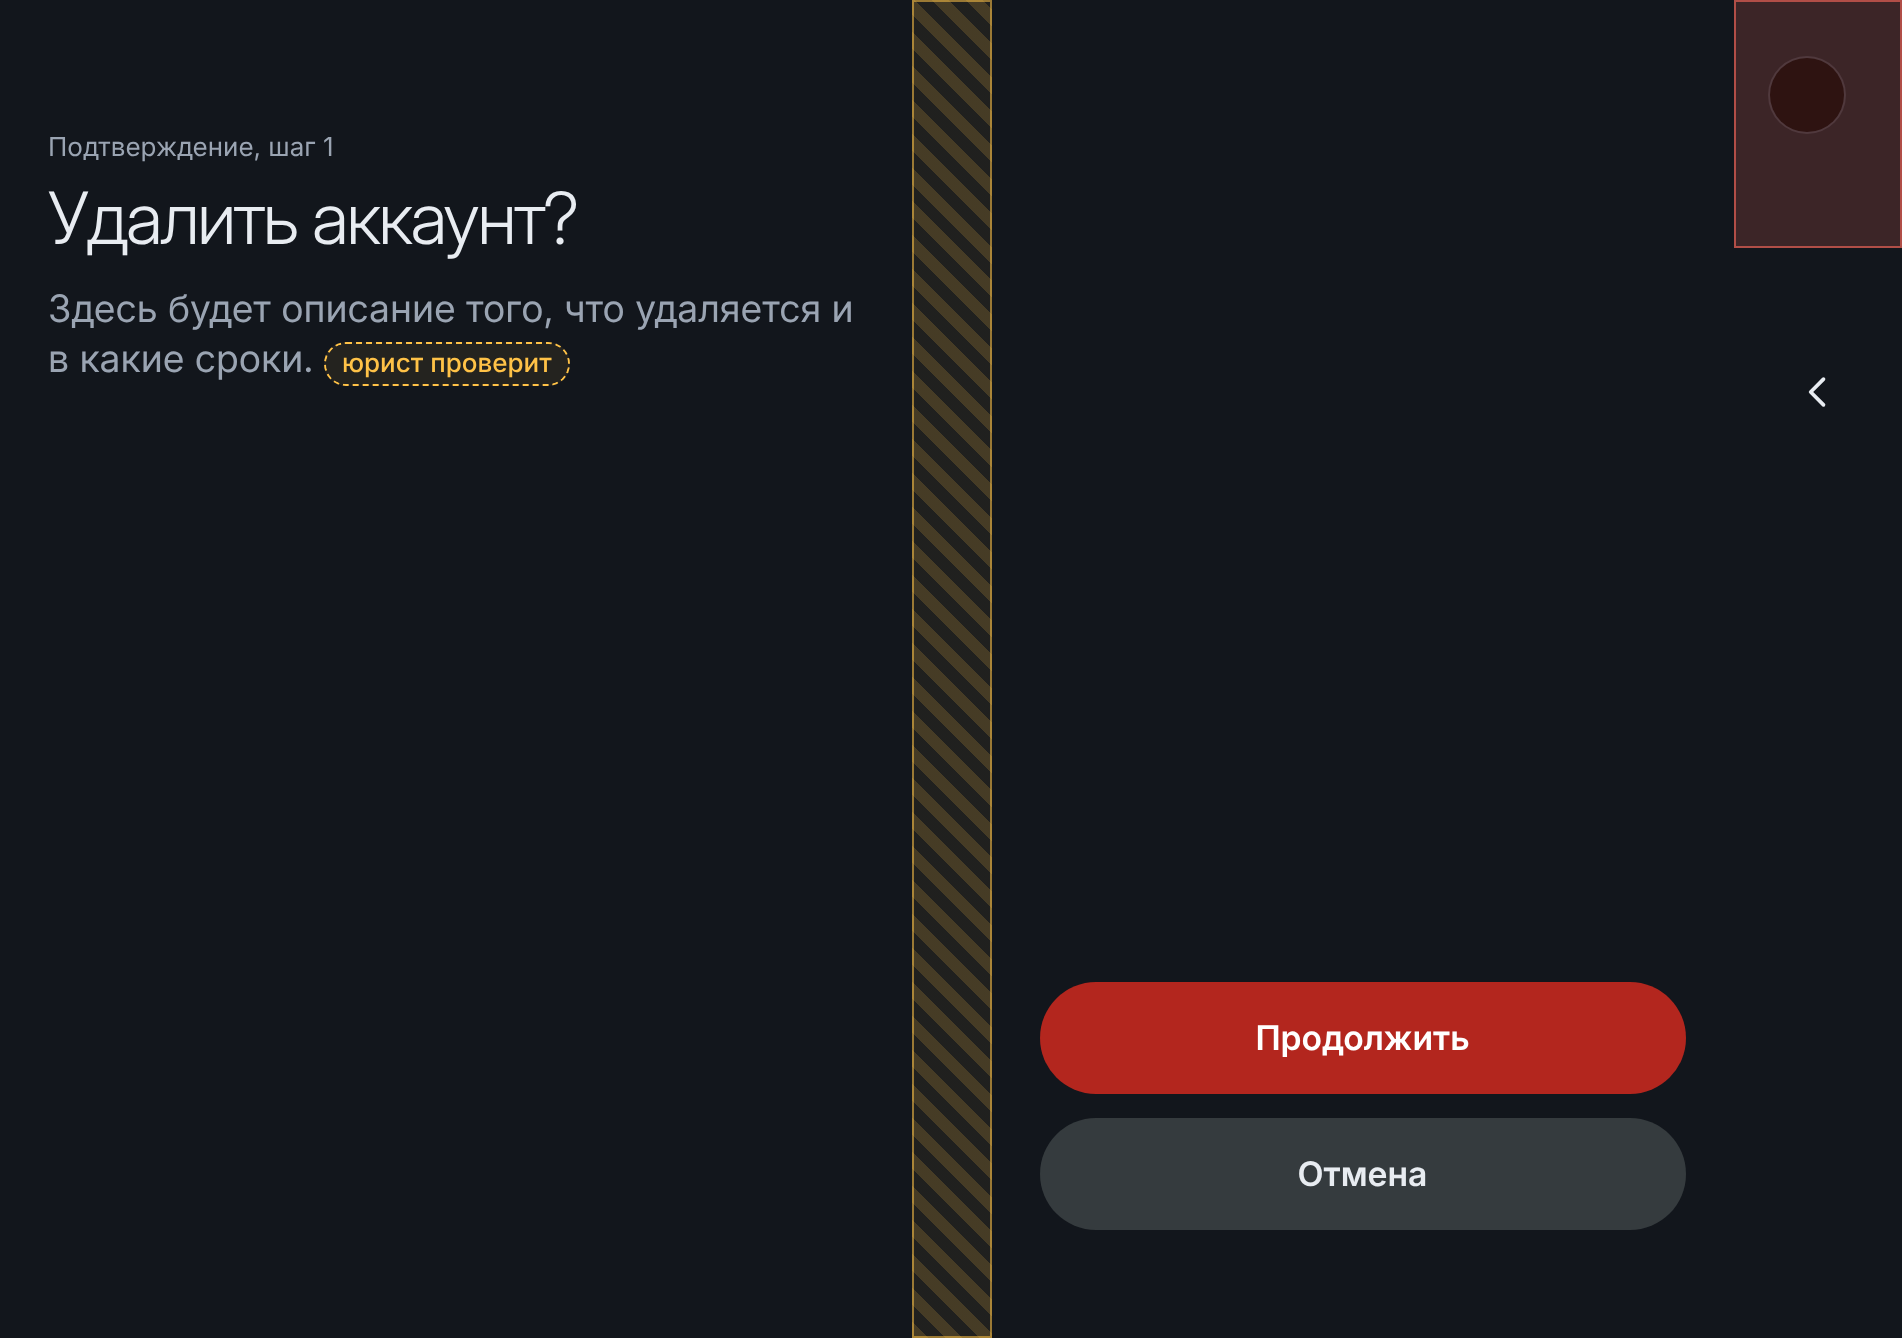 Подтверждение, шаг 1
Удалить аккаунт?
Здесь будет описание того, что удаляется и
в какие сроки. юрист проверит
Продолжить
Отмена